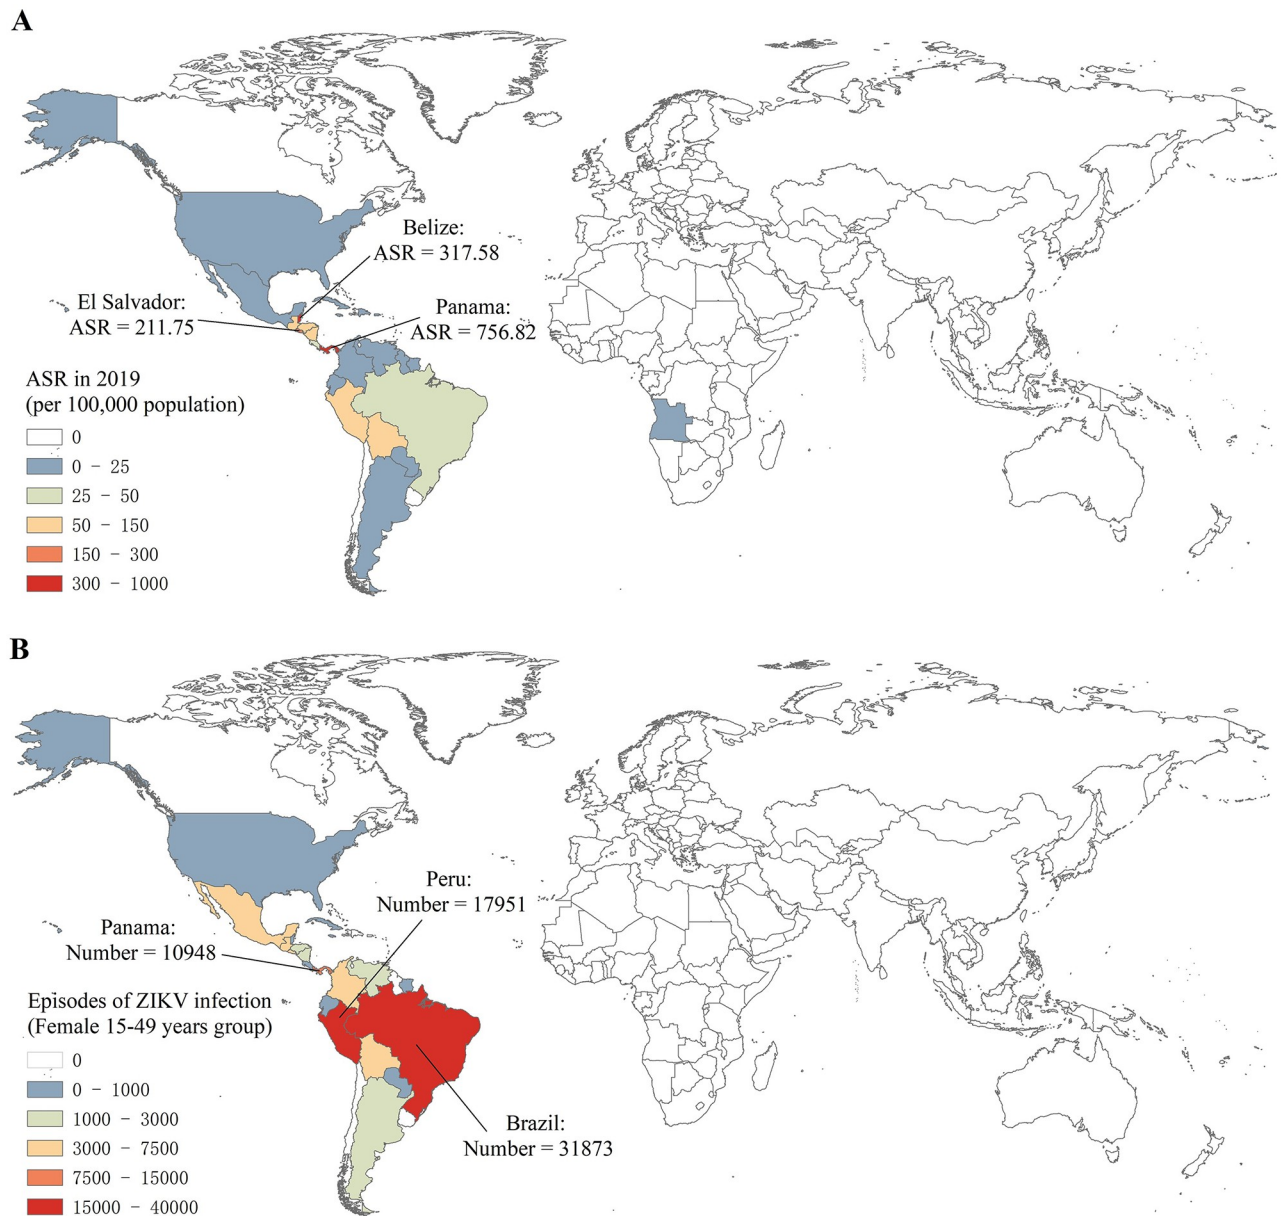 A
Belize:
ASR = 317.58
El Salvador:
ASR = 211.75
Panama:
ASR = 756.82
ASR in 2019
(per 100,000 population)
0
0 - 25
25 - 50
50 - 150
150 - 300
300 - 1000
B
Peru:
Number = 17951
Panama:
Number = 10948
Episodes of ZIKV infection
(Female 15-49 years group)
0
0 - 1000
1000 - 3000
3000 - 7500
7500 - 15000
15000 - 40000
Brazil:
Number = 31873